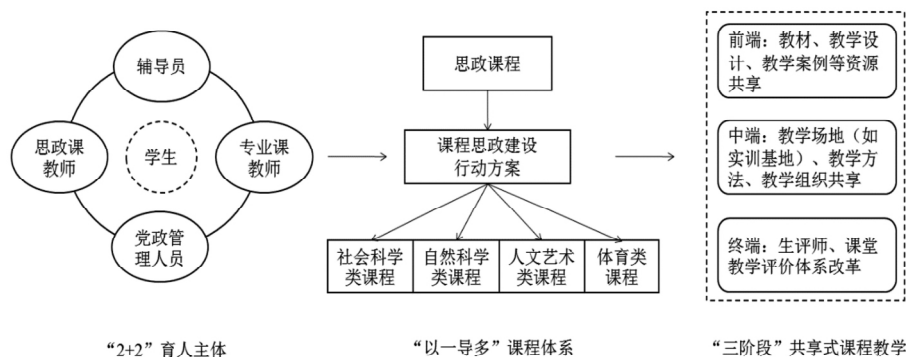 辅导员
思政课
教师
学生
专业课
教师
党政管
理人员
“2+2”育人主体
思政课程
课程思政建设
行动方案
社会科学
类课程
自然科学
类课程
人文艺术
类课程
体育类
课程
“以一导多”课程体系
前端：教材、教学设
计、教学案例等资源
共享
中端：教学场地（如
实训基地）、教学方
法、教学组织共享
终端：生评师、课堂
教学评价体系改革
“三阶段”共享式课程教学